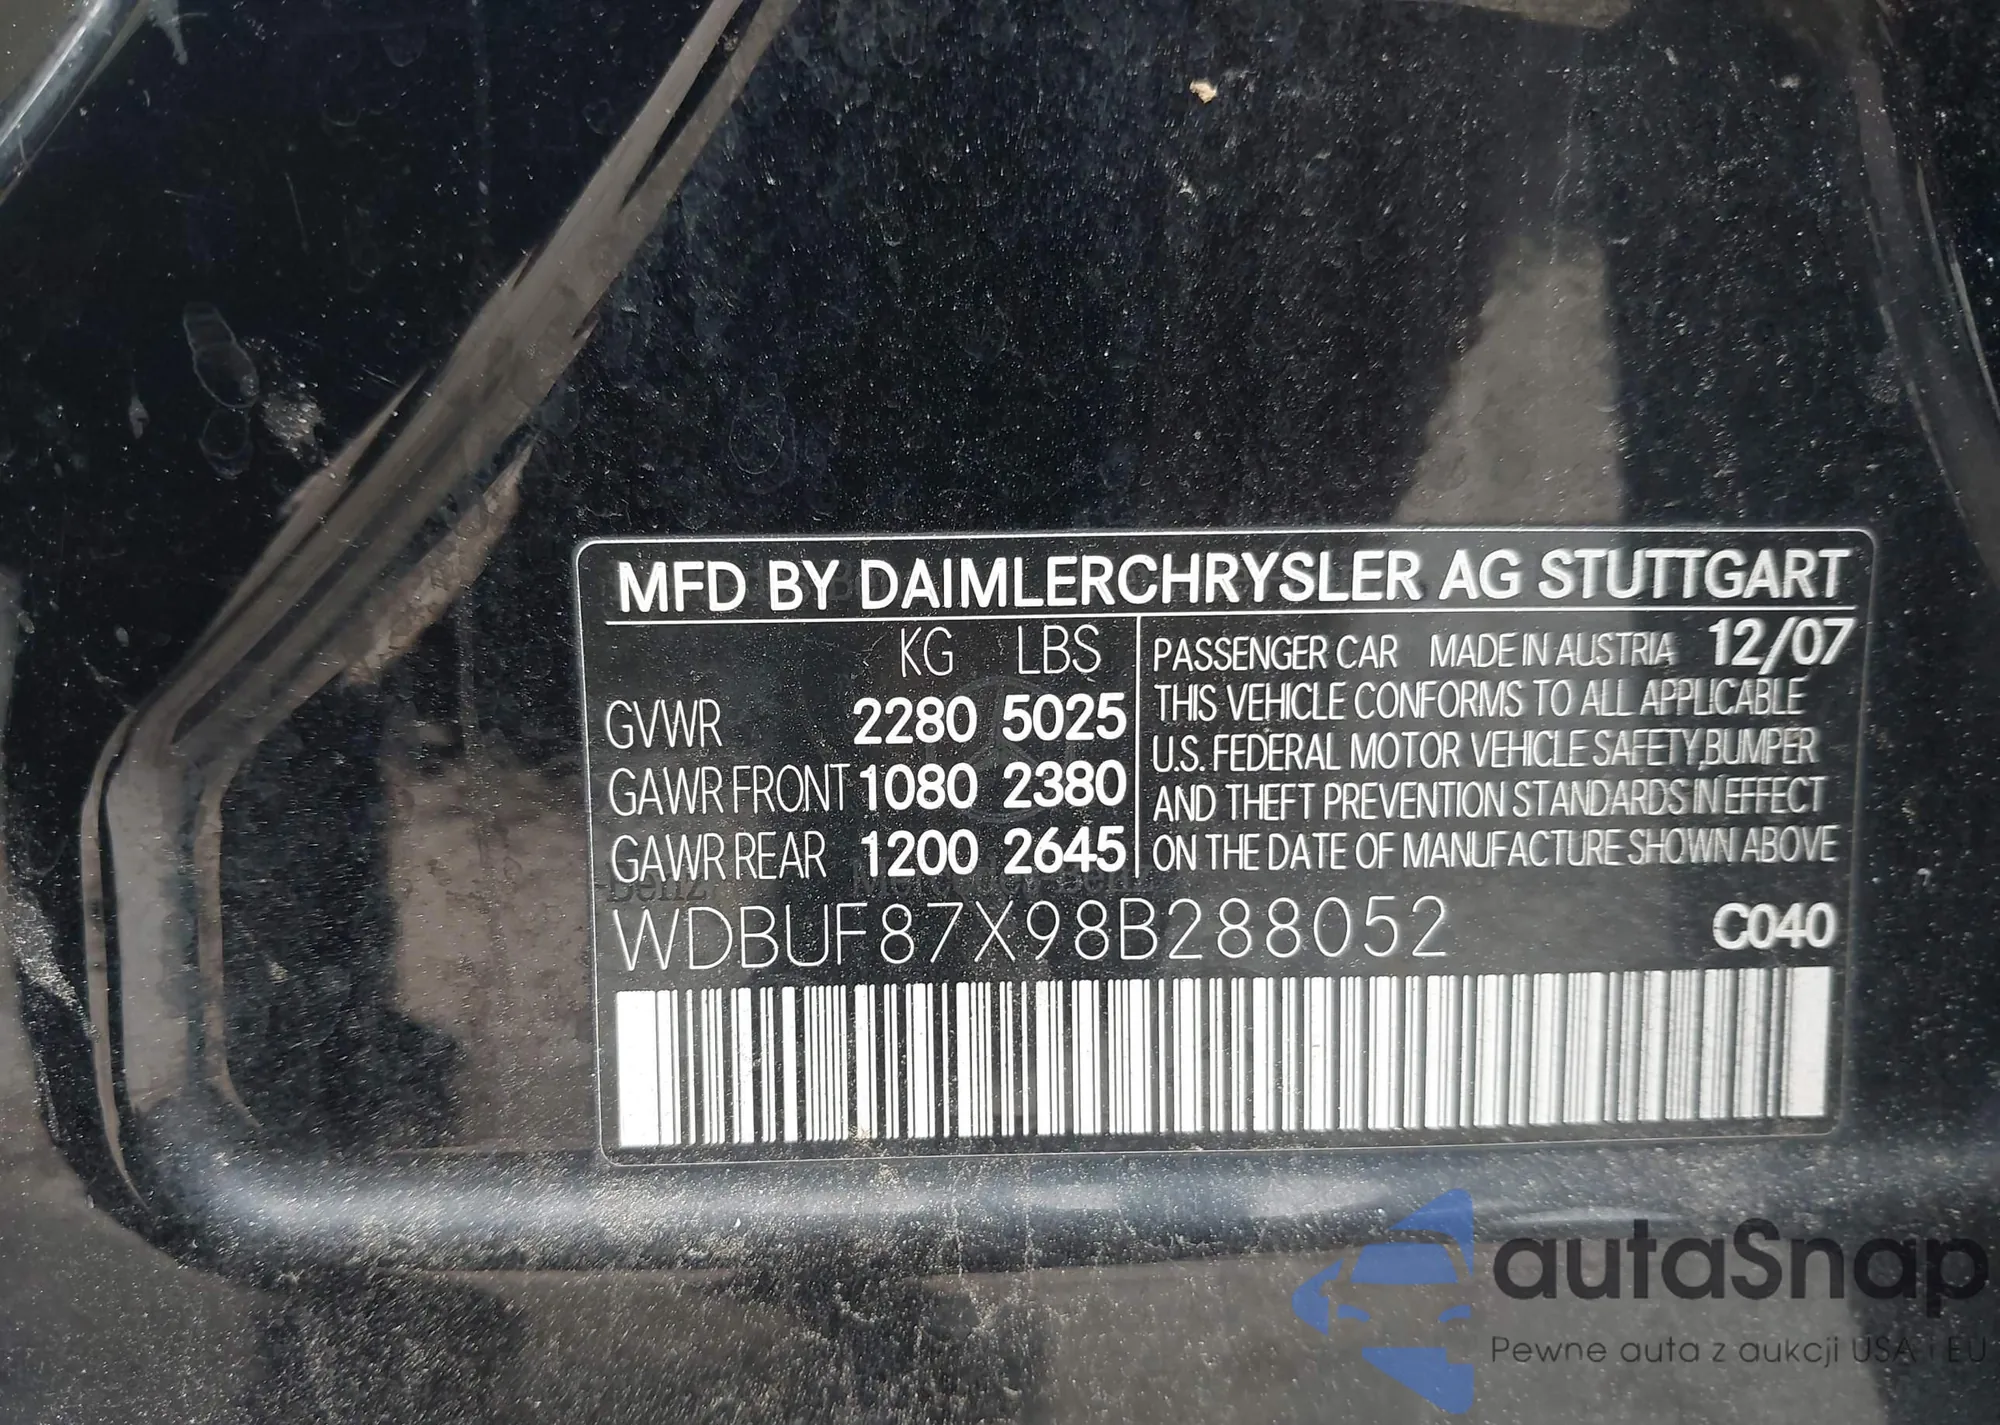 MFD BY DAIMLERCHRYSLER AG STUTTGART
KG LBS
GVWR 2280 5025
GAWR FRONT 1080 2380
GAWR REAR 1200 2645
PASSENGER CAR MADE IN AUSTRIA 12/07
THIS VEHICLE CONFORMS TO ALL APPLICABLE
U.S. FEDERAL MOTOR VEHICLE SAFETY,BUMPER
AND THEFT PREVENTION STANDARDS IN EFFECT
ON THE DATE OF MANUFACTURE SHOWN ABOVE
-Benz
WDBUF87X98B288052 C040
autoSnap
Pewne auta z aukcji USA i EU